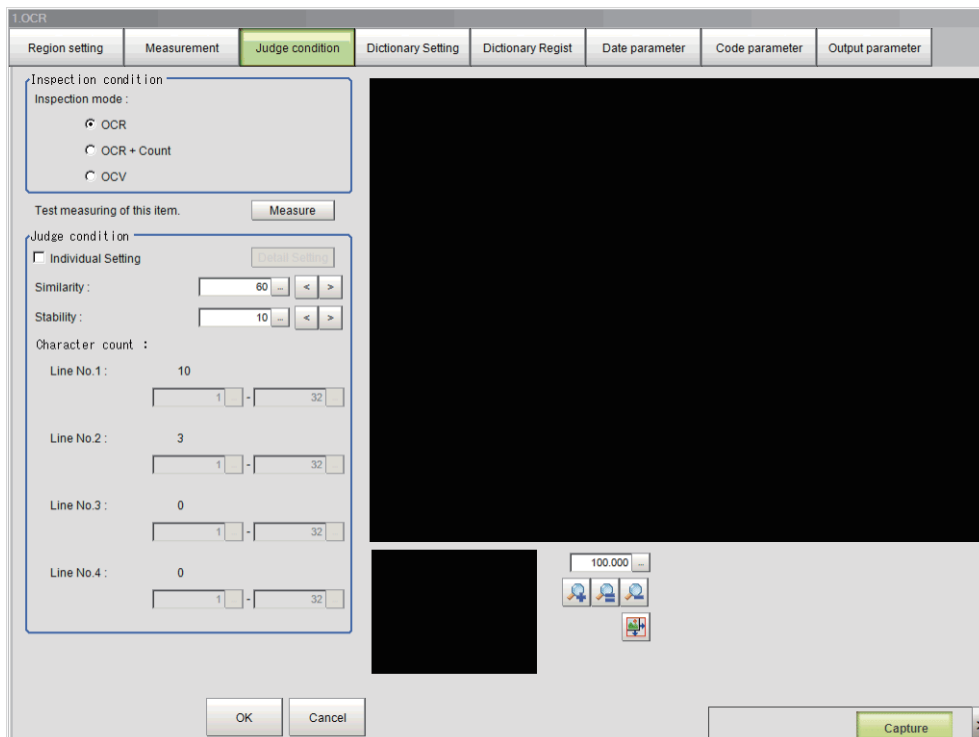 1.OCR
Region setting Measurement Judge condition Dictionary Setting Dictionary Regist Date parameter Code parameter Output parameter
Inspection condition
Inspection mode :
OCR
OCR + Count
OCV
Test measuring of this item. Measure
Judge condition
Individual Setting Detail Setting
Similarity : 60 ... < >
Stability : 10 ... < >
Character count :
Line No.1 : 10
1 - 32
Line No.2 : 3
1 - 32
Line No.3 : 0
1 - 32
Line No.4 : 0
1 - 32
100.000 ...
OK Cancel
Capture